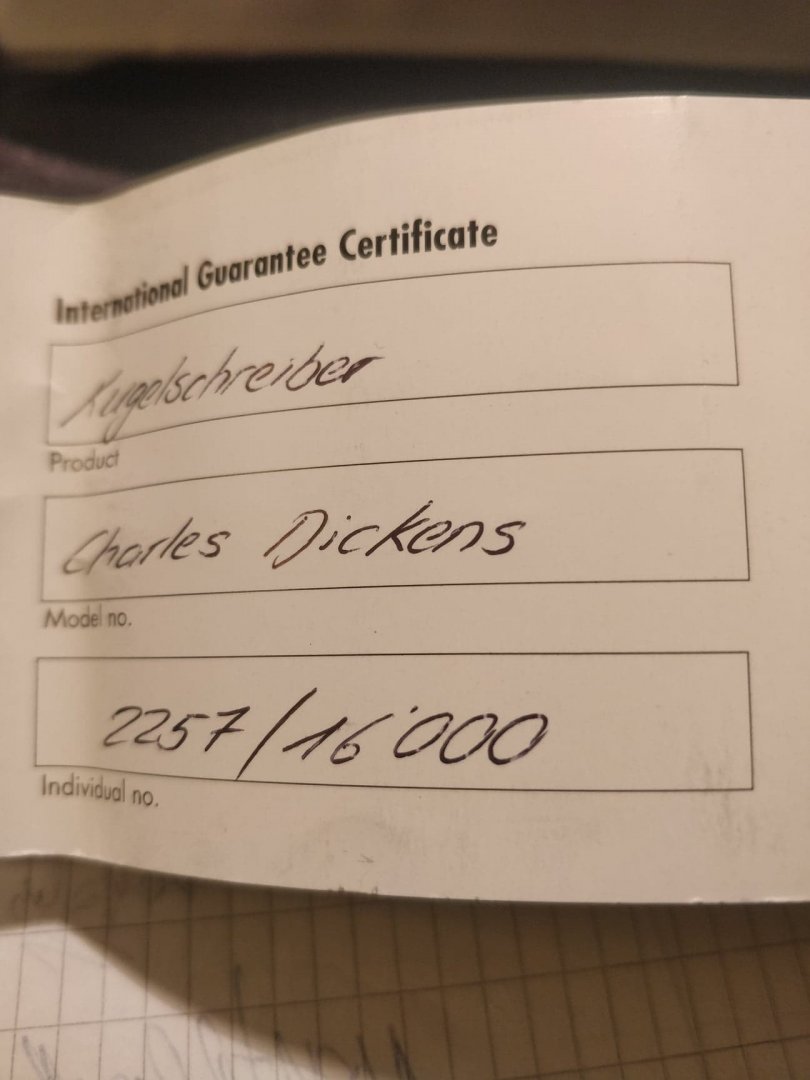 International Guarantee Certificate
Kugelschreiber
Product
Charles Dickens
Model no.
2257/16'000
Individual no.